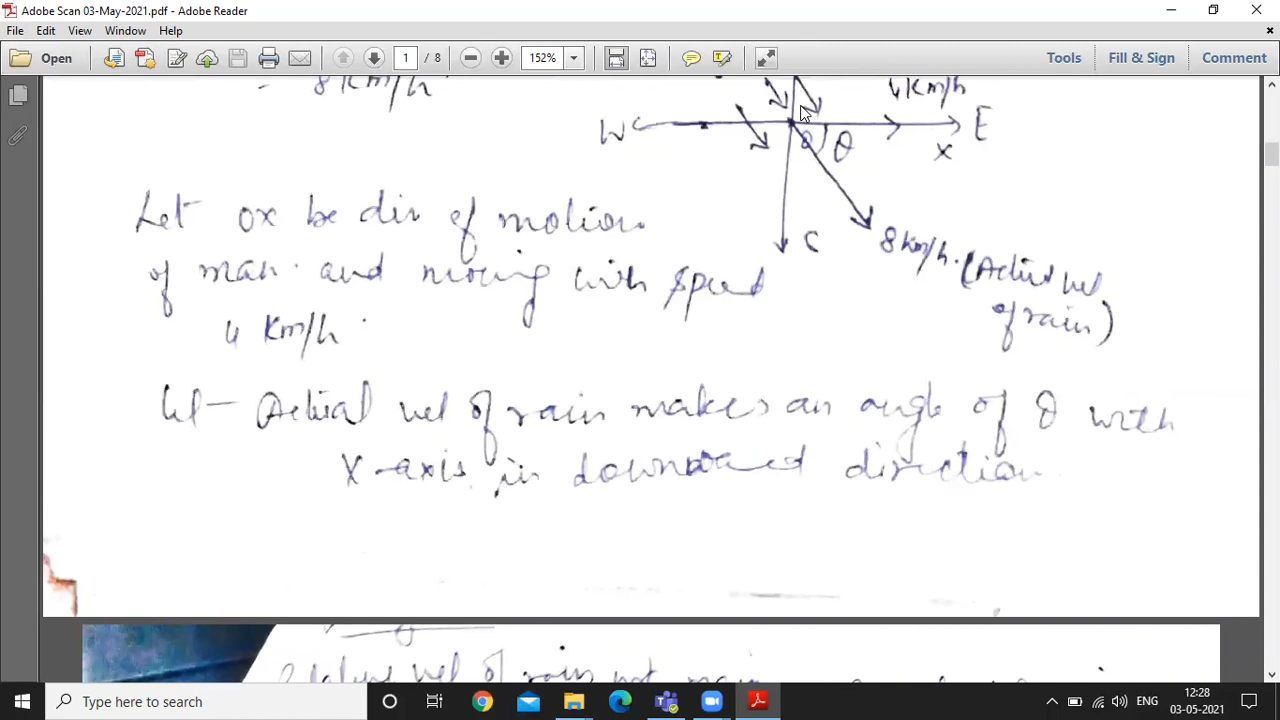 Adobe Scan 03-May-2021.pdf - Adobe Reader
File Edit View Window Help
Open 1 / 8 152% Tools Fill & Sign Comment
8 km/h
4 Km/h
W E
θ x
Let ox be dir of motion
of man and moving with speed
4 Km/h
S
8 km/h. (Actual vel
of rain)
let Actual vel of rain makes an angle of θ with
X-axis in downward direction
vel of rain
Type here to search
ENG
12:28
03-05-2021